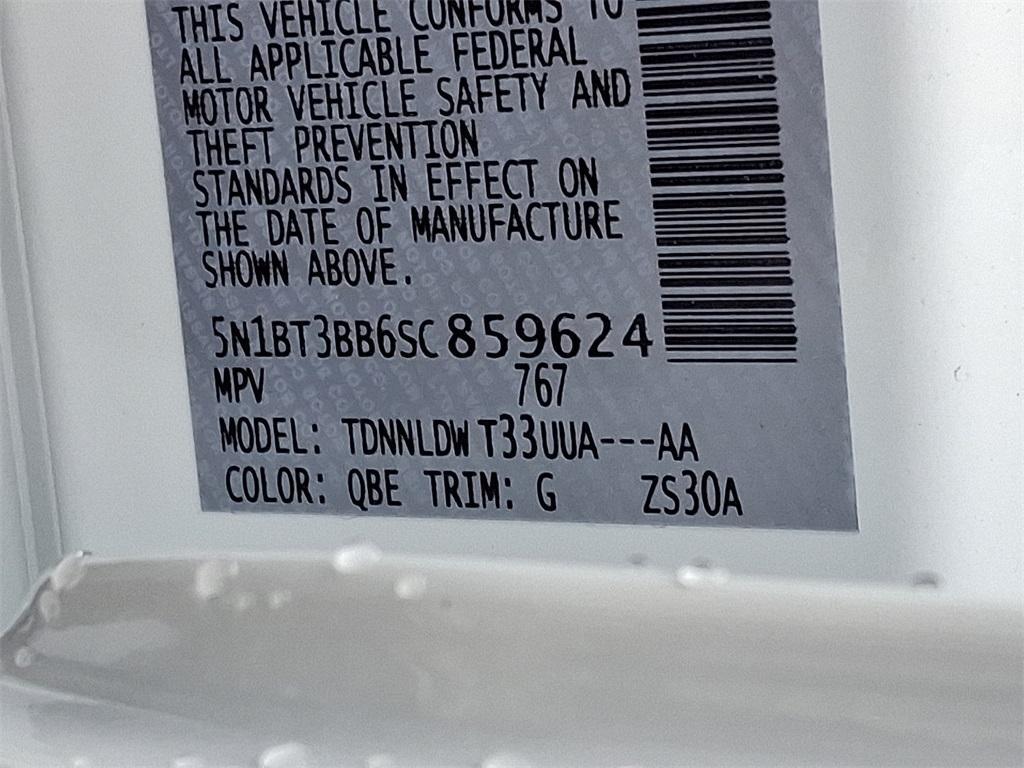 THIS VEHICLE CONFORMS TO
ALL APPLICABLE FEDERAL
MOTOR VEHICLE SAFETY AND
THEFT PREVENTION
STANDARDS IN EFFECT ON
THE DATE OF MANUFACTURE
SHOWN ABOVE.
5N1BT3BB6SC859624
MPV 767
MODEL: TDNNLDW T33UUA---AA
COLOR: QBE TRIM: G ZS30A